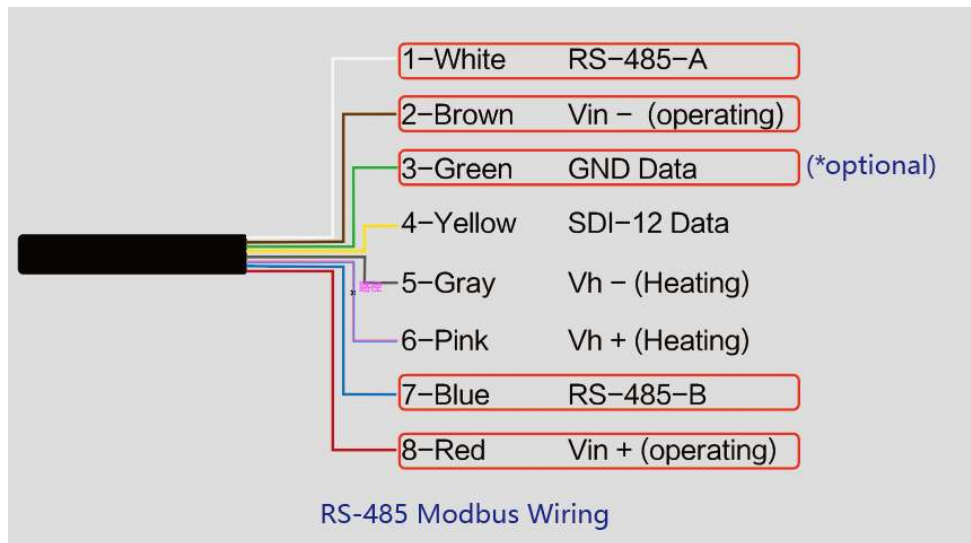 1-White RS-485-A
2-Brown Vin - (operating)
3-Green GND Data (*optional)
4-Yellow SDI-12 Data
5-Gray Vh - (Heating)
路径
6-Pink Vh + (Heating)
7-Blue RS-485-B
8-Red Vin + (operating)
RS-485 Modbus Wiring